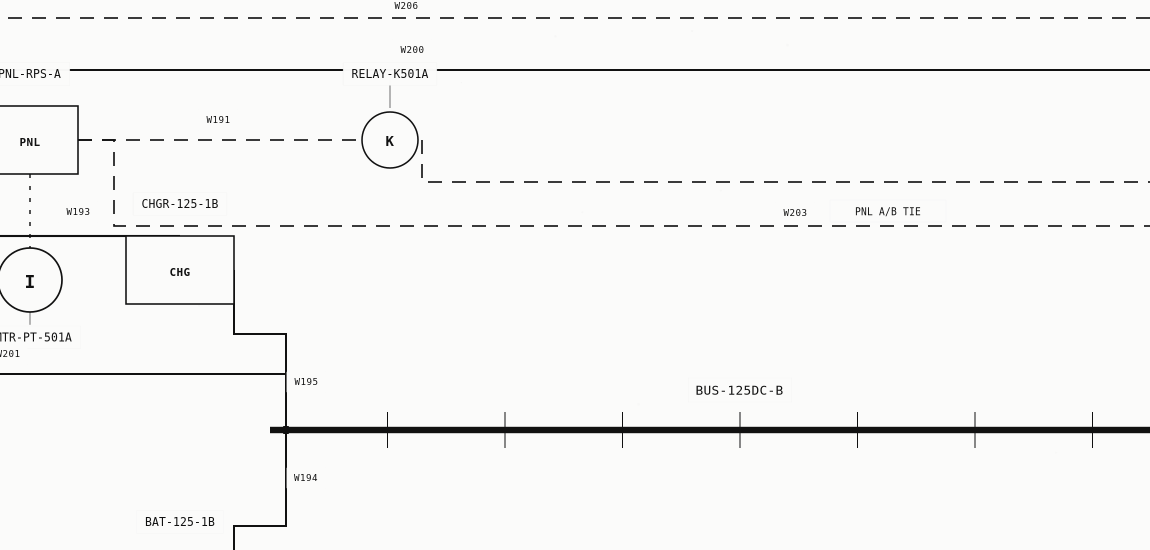 W206
W200
PNL-RPS-A
RELAY-K501A
W191
PNL
K
W193
CHGR-125-1B
W203
PNL A/B TIE
CHG
I
MTR-PT-501A
W201
W195
BUS-125DC-B
W194
BAT-125-1B